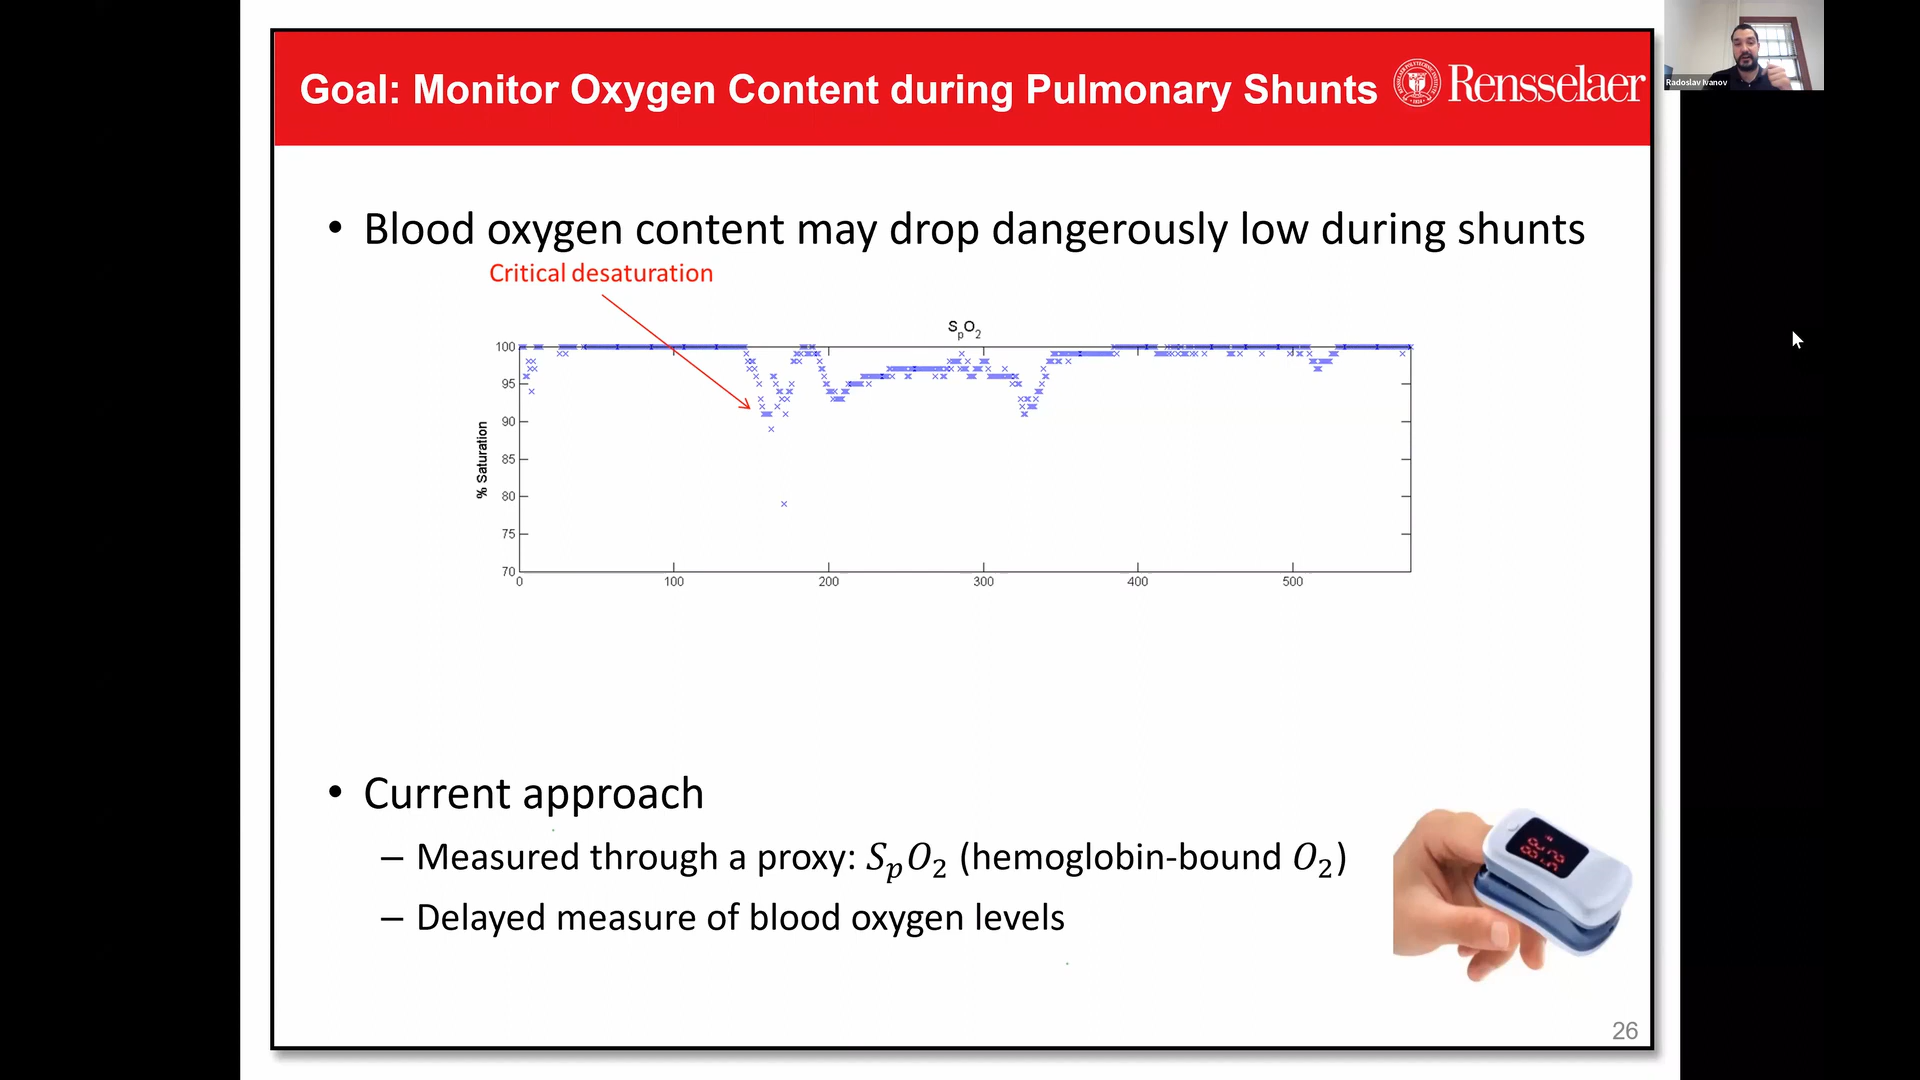 Goal: Monitor Oxygen Content during Pulmonary Shunts
Rensselaer
Radoslav Ivanov
• Blood oxygen content may drop dangerously low during shunts
Critical desaturation
SpO2
% Saturation
100
95
90
85
80
75
70
0 100 200 300 400 500
• Current approach
– Measured through a proxy: SpO2 (hemoglobin-bound O2)
– Delayed measure of blood oxygen levels
26